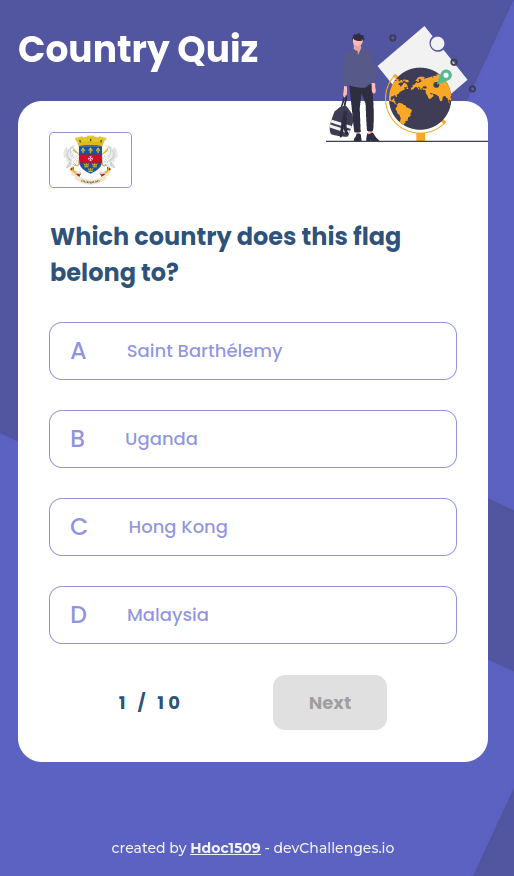 Country Quiz
Which country does this flag
belong to?
A Saint Barthélemy
B Uganda
C Hong Kong
D Malaysia
1 / 10 Next
created by Hdoc1509 - devChallenges.io